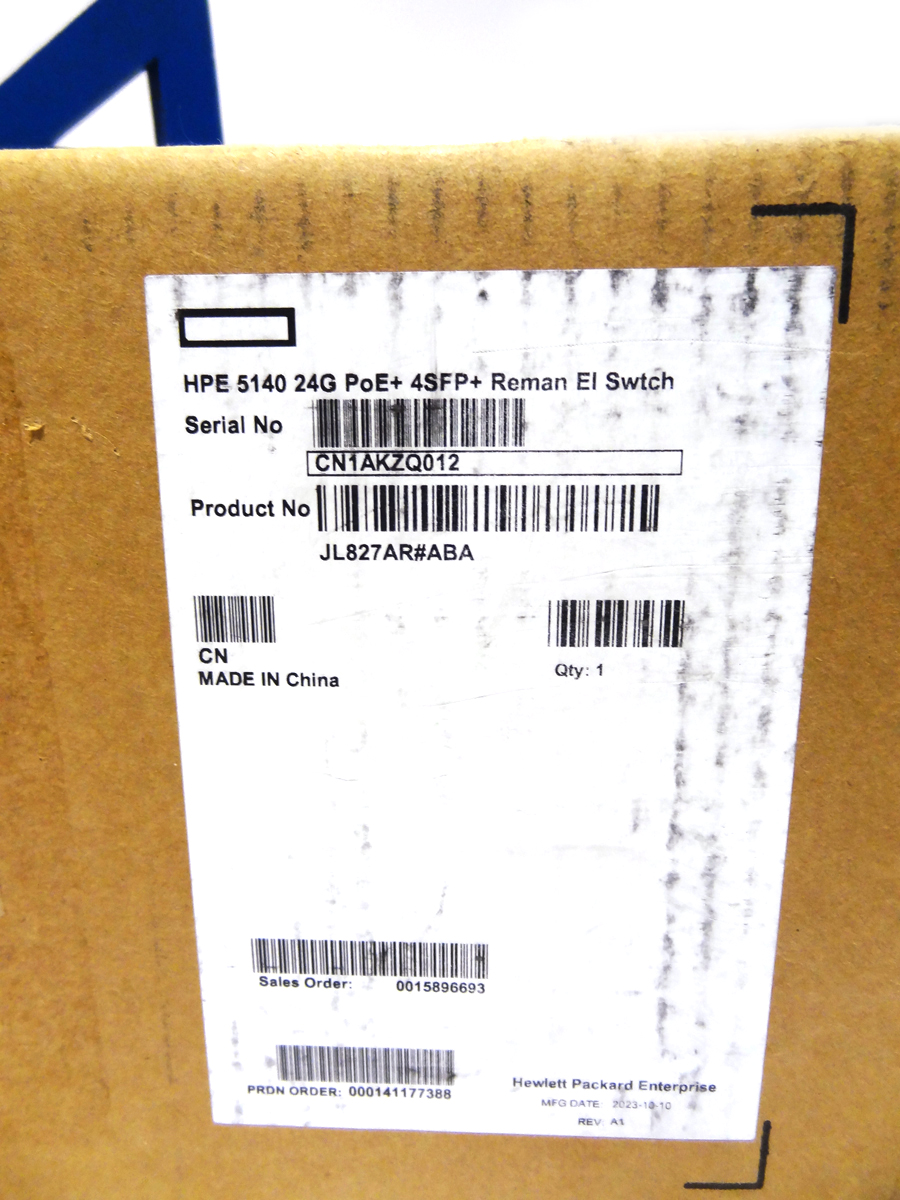 HPE 5140 24G PoE+ 4SFP+ Reman EI Swtch
Serial No
CN1AKZQ012
Product No
JL827AR#ABA
CN
MADE IN China
Qty: 1
Sales Order: 0015896693
PRDN ORDER: 000141177388
Hewlett Packard Enterprise
MFG DATE: 2023-10-10
REV: A1